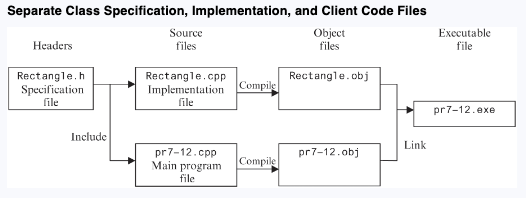 Separate Class Specification, Implementation, and Client Code Files
Headers
Source
files
Object
files
Executable
file
Rectangle.h
Specification
file
Rectangle.cpp
Implementation
file
Compile
Rectangle.obj
pr7-12.exe
Include
Link
pr7-12.cpp
Main program
file
Compile
pr7-12.obj